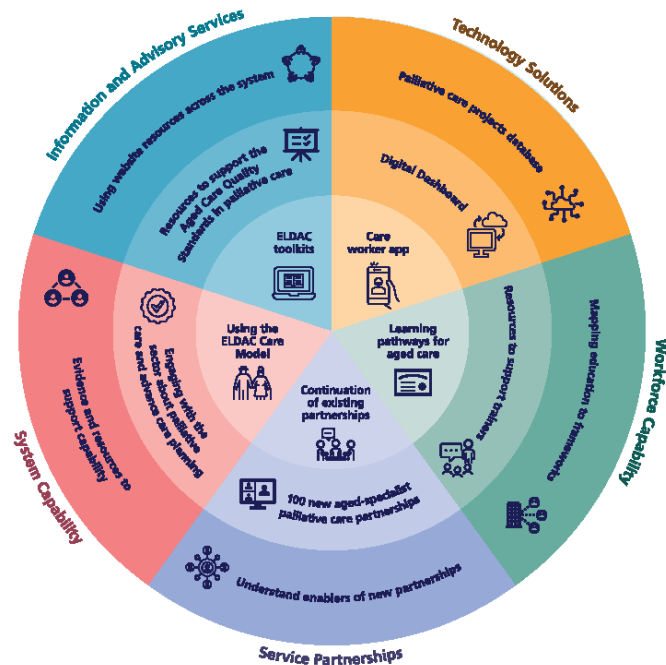 Information and Advisory Services
Using website resources across the system
Resources to support the
Aged Care Quality
Standards in palliative care
ELDAC
toolkits
Technology Solutions
Palliative care projects database
Digital Dashboard
Care
worker app
Workforce Capability
Mapping education to frameworks
Resources to support trainers
Learning
pathways for
aged care
Service Partnerships
Understand enablers of new partnerships
100 new aged-specialist
palliative care partnerships
Continuation
of existing
partnerships
System Capability
Evidence and resources to
support capability
Engaging with the
sector about palliative
care and advance care planning
Using the
ELDAC Care
Model